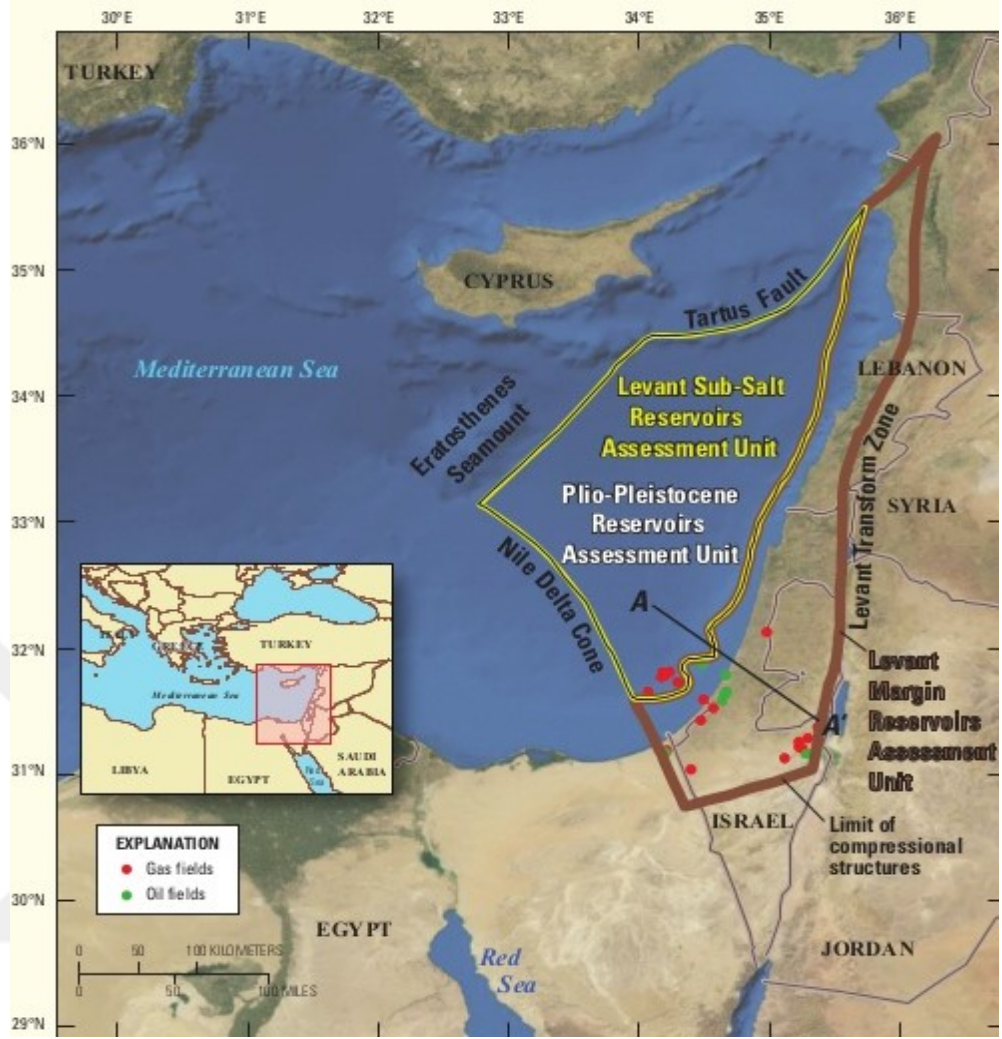 30°E 31°E 32°E 33°E 34°E 35°E 36°E
TURKEY
36°N
35°N
CYPRUS
Tartus Fault
Mediterranean Sea
34°N
LEBANON
Levant Sub-Salt
Reservoirs
Assessment Unit
Eratosthenes
Seamount
Levant Transform Zone
Plio-Pleistocene
Reservoirs
Assessment Unit
33°N
SYRIA
Nile Delta Cone
A
32°N
Levant
Margin
Reservoirs
Assessment
Unit
A'
31°N
ISRAEL
Limit of
compressional
structures
ITALY
GREECE
TURKEY
Mediterranean Sea
LIBYA
EGYPT
Red
Sea
SAUDI
ARABIA
EXPLANATION
Gas fields
Oil fields
30°N
EGYPT
JORDAN
Red
Sea
0 50 100 KILOMETERS
0 50 100 MILES
29°N